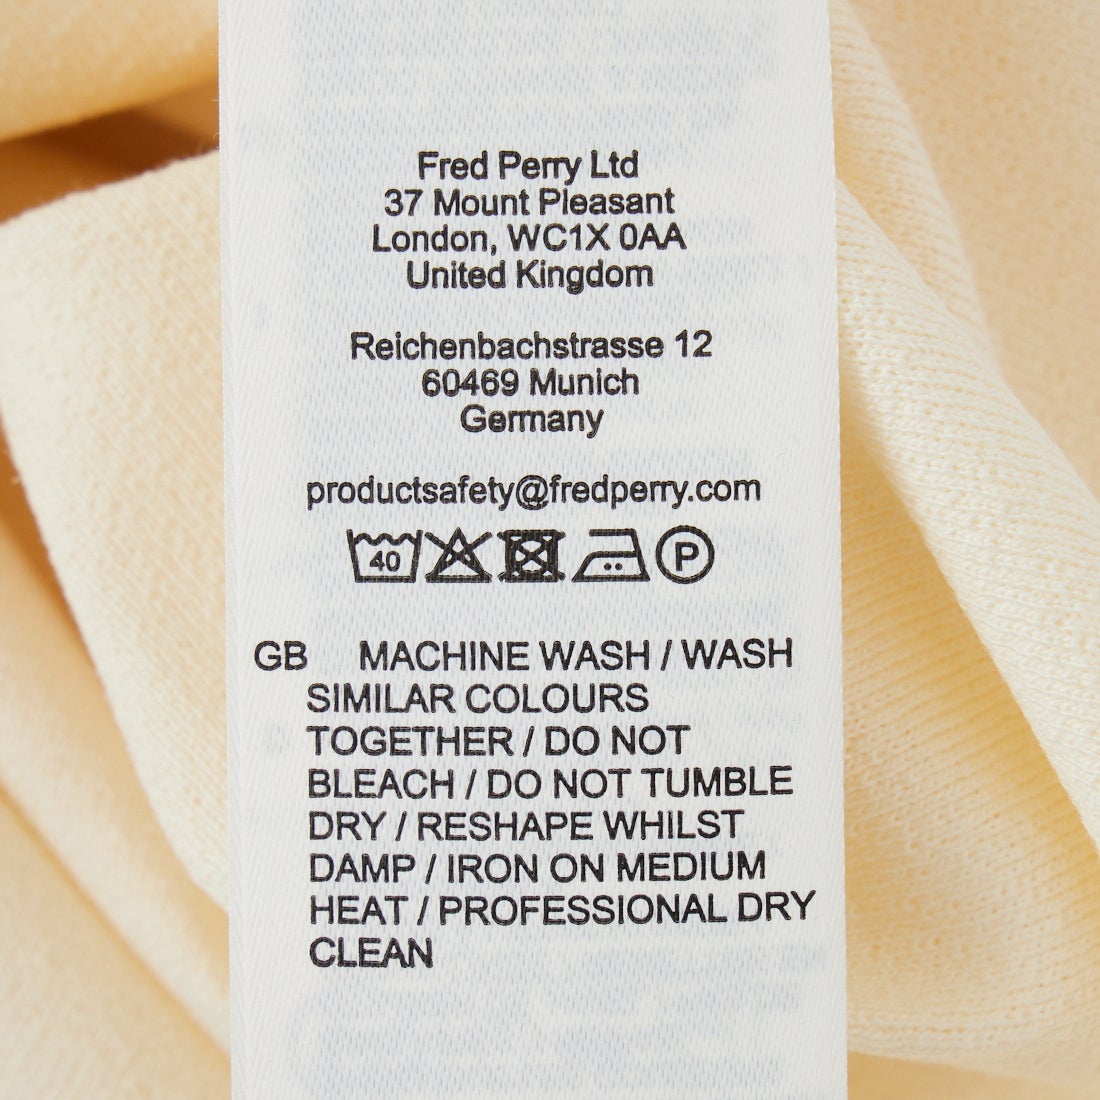 Fred Perry Ltd
37 Mount Pleasant
London, WC1X 0AA
United Kingdom
Reichenbachstrasse 12
60469 Munich
Germany
productsafety@fredperry.com
40 P
GB MACHINE WASH / WASH
SIMILAR COLOURS
TOGETHER / DO NOT
BLEACH / DO NOT TUMBLE
DRY / RESHAPE WHILST
DAMP / IRON ON MEDIUM
HEAT / PROFESSIONAL DRY
CLEAN